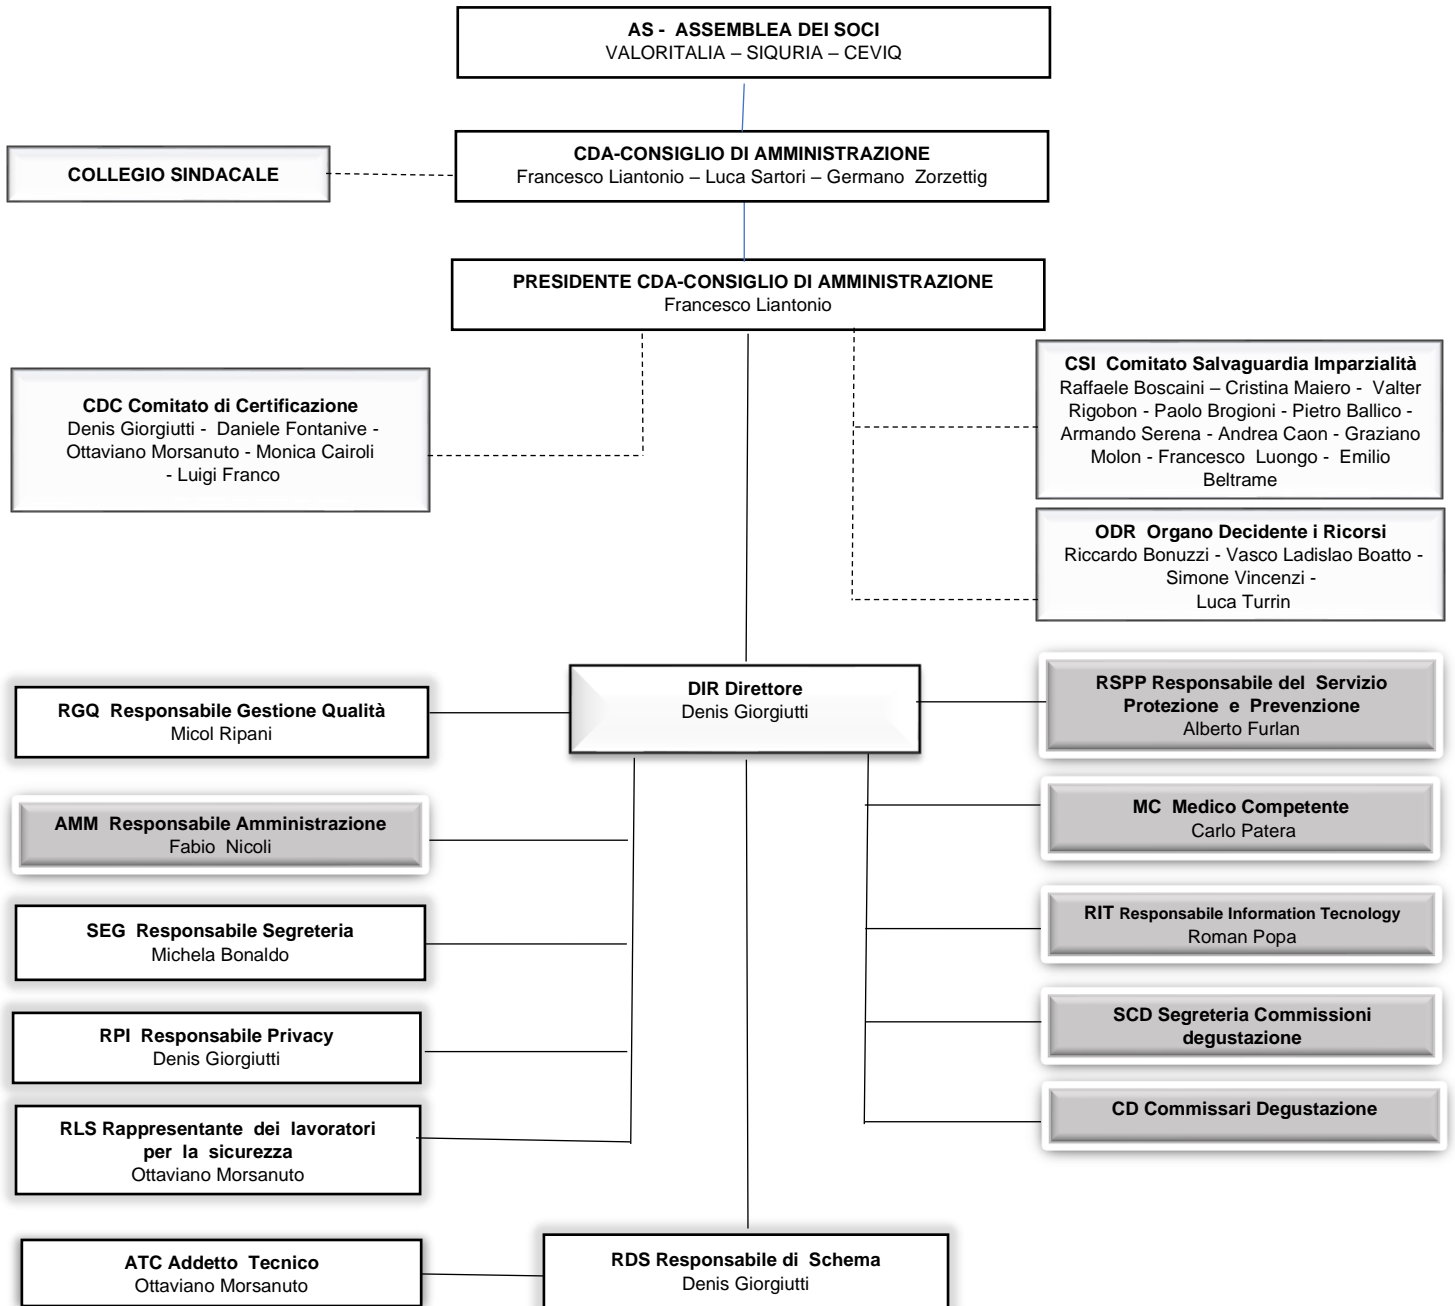 AS - ASSEMBLEA DEI SOCI
VALORITALIA – SIQURIA – CEVIQ
CDA-CONSIGLIO DI AMMINISTRAZIONE
Francesco Liantonio – Luca Sartori – Germano Zorzettig
COLLEGIO SINDACALE
PRESIDENTE CDA-CONSIGLIO DI AMMINISTRAZIONE
Francesco Liantonio
CDC Comitato di Certificazione
Denis Giorgiutti - Daniele Fontanive -
Ottaviano Morsanuto - Monica Cairoli
- Luigi Franco
CSI Comitato Salvaguardia Imparzialità
Raffaele Boscaini – Cristina Maiero - Valter
Rigobon - Paolo Brogioni - Pietro Ballico -
Armando Serena - Andrea Caon - Graziano
Molon - Francesco Luongo - Emilio
Beltrame
ODR Organo Decidente i Ricorsi
Riccardo Bonuzzi - Vasco Ladislao Boatto -
Simone Vincenzi -
Luca Turrin
DIR Direttore
Denis Giorgiutti
RGQ Responsabile Gestione Qualità
Micol Ripani
AMM Responsabile Amministrazione
Fabio Nicoli
SEG Responsabile Segreteria
Michela Bonaldo
RPI Responsabile Privacy
Denis Giorgiutti
RLS Rappresentante dei lavoratori
per la sicurezza
Ottaviano Morsanuto
RSPP Responsabile del Servizio
Protezione e Prevenzione
Alberto Furlan
MC Medico Competente
Carlo Patera
RIT Responsabile Information Tecnology
Roman Popa
SCD Segreteria Commissioni
degustazione
CD Commissari Degustazione
ATC Addetto Tecnico
Ottaviano Morsanuto
RDS Responsabile di Schema
Denis Giorgiutti